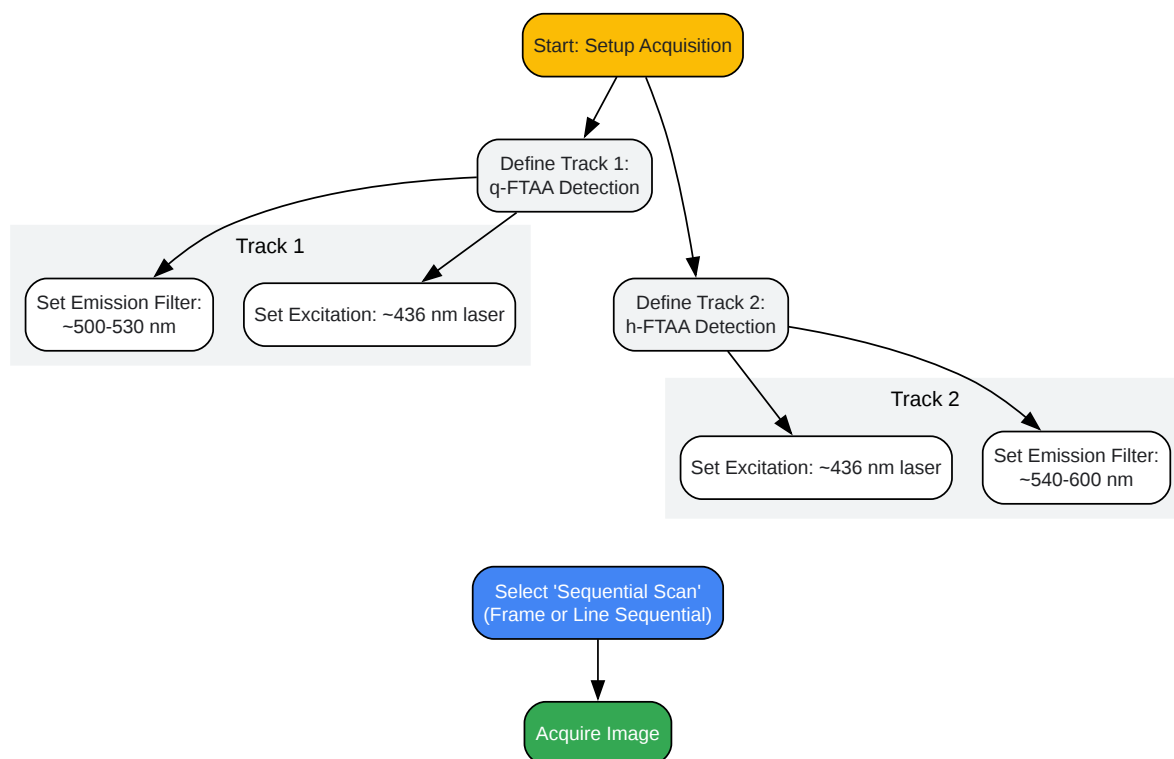 Start: Setup Acquisition
Define Track 1:
q-FTAA Detection
Track 1
Set Emission Filter:
~500-530 nm
Set Excitation: ~436 nm laser
Define Track 2:
h-FTAA Detection
Track 2
Set Excitation: ~436 nm laser
Set Emission Filter:
~540-600 nm
Select 'Sequential Scan'
(Frame or Line Sequential)
Acquire Image